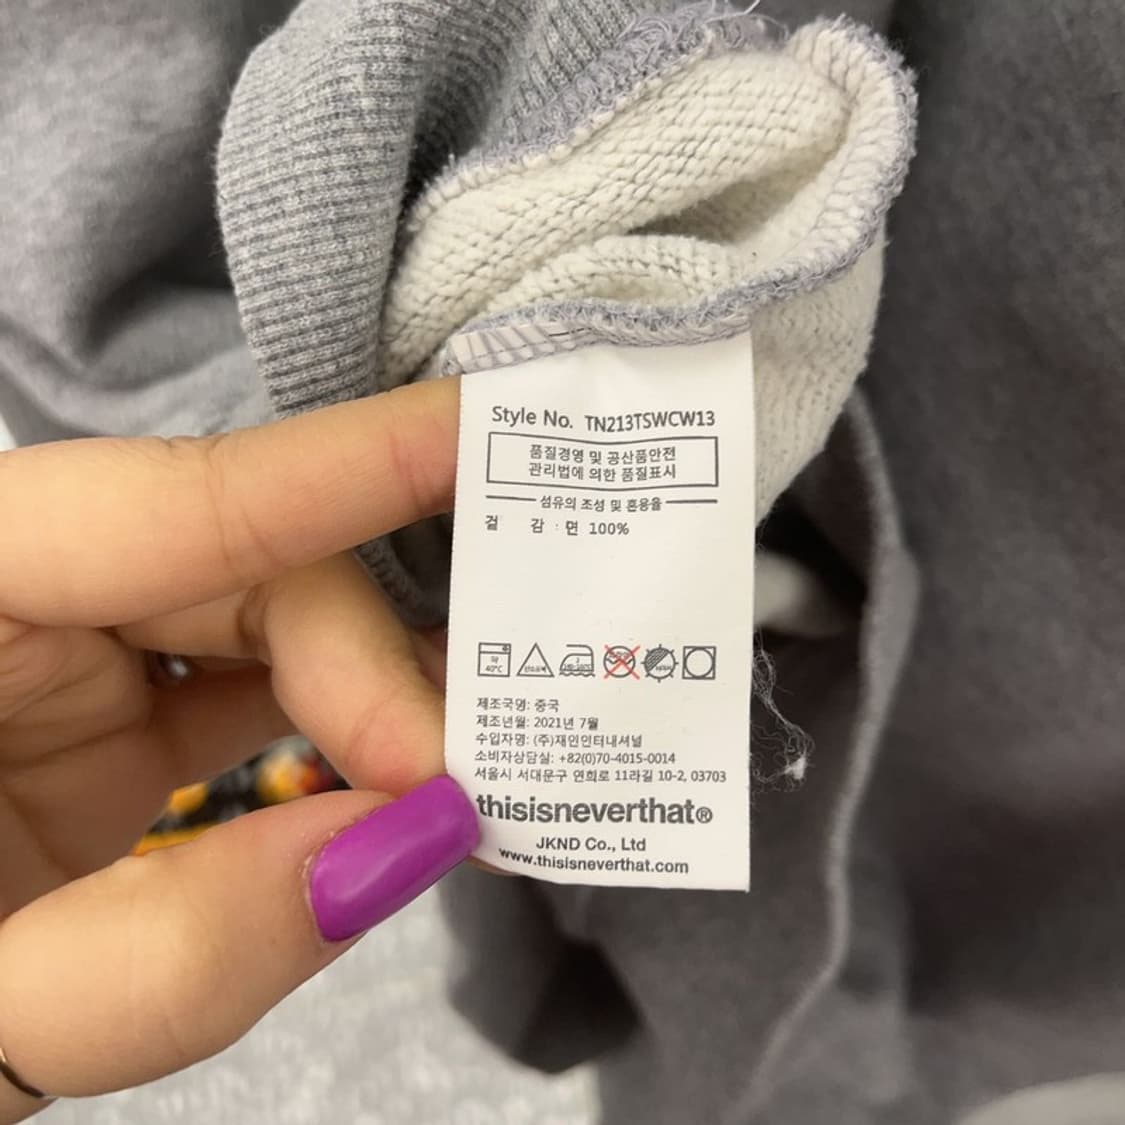 Style No. TN213TSWCW13
품질경영 및 공산품안전
관리법에 의한 품질표시
섬유의 조성 및 혼용율
겉 감 : 면 100%
약 40℃
제조국명: 중국
제조년월: 2021년 7월
수입자명: (주)재인인터내셔널
소비자상담실: +82(0)70-4015-0014
서울시 서대문구 연희로 11라길 10-2, 03703
thisisneverthat®
JKND Co., Ltd
www.thisisneverthat.com